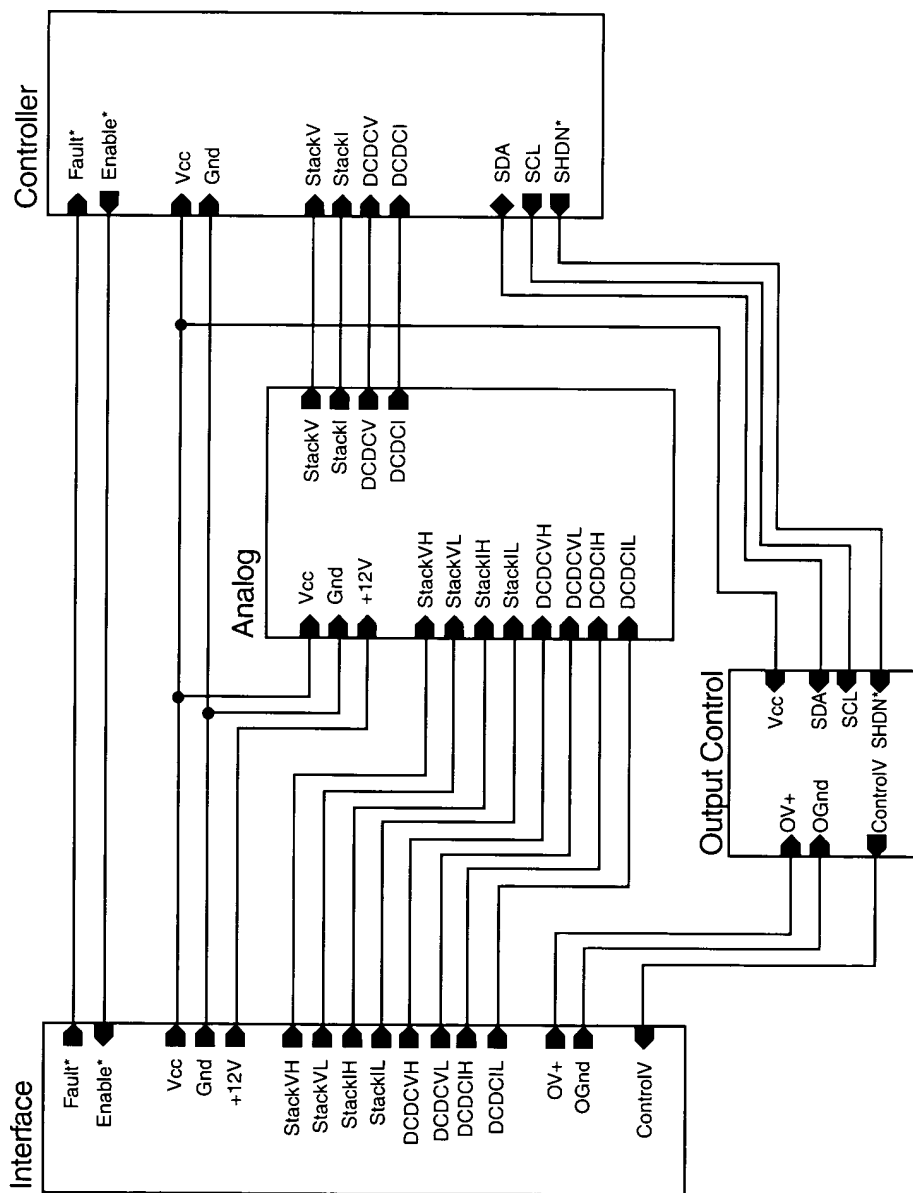 Interface
Fault*
Enable*
Vcc
Gnd
+12V
StackVH
StackVL
StackIH
StackIL
DCDCVH
DCDCVL
DCDCIH
DCDCIL
OV+
OGnd
ControlV
Analog
Vcc
Gnd
+12V
StackVH
StackVL
StackIH
StackIL
DCDCVH
DCDCVL
DCDCIH
DCDCIL
StackV
StackI
DCDCV
DCDCI
Output Control
OV+
OGnd
ControlV
Vcc
SDA
SCL
SHDN*
Controller
Fault*
Enable*
Vcc
Gnd
StackV
StackI
DCDCV
DCDCI
SDA
SCL
SHDN*